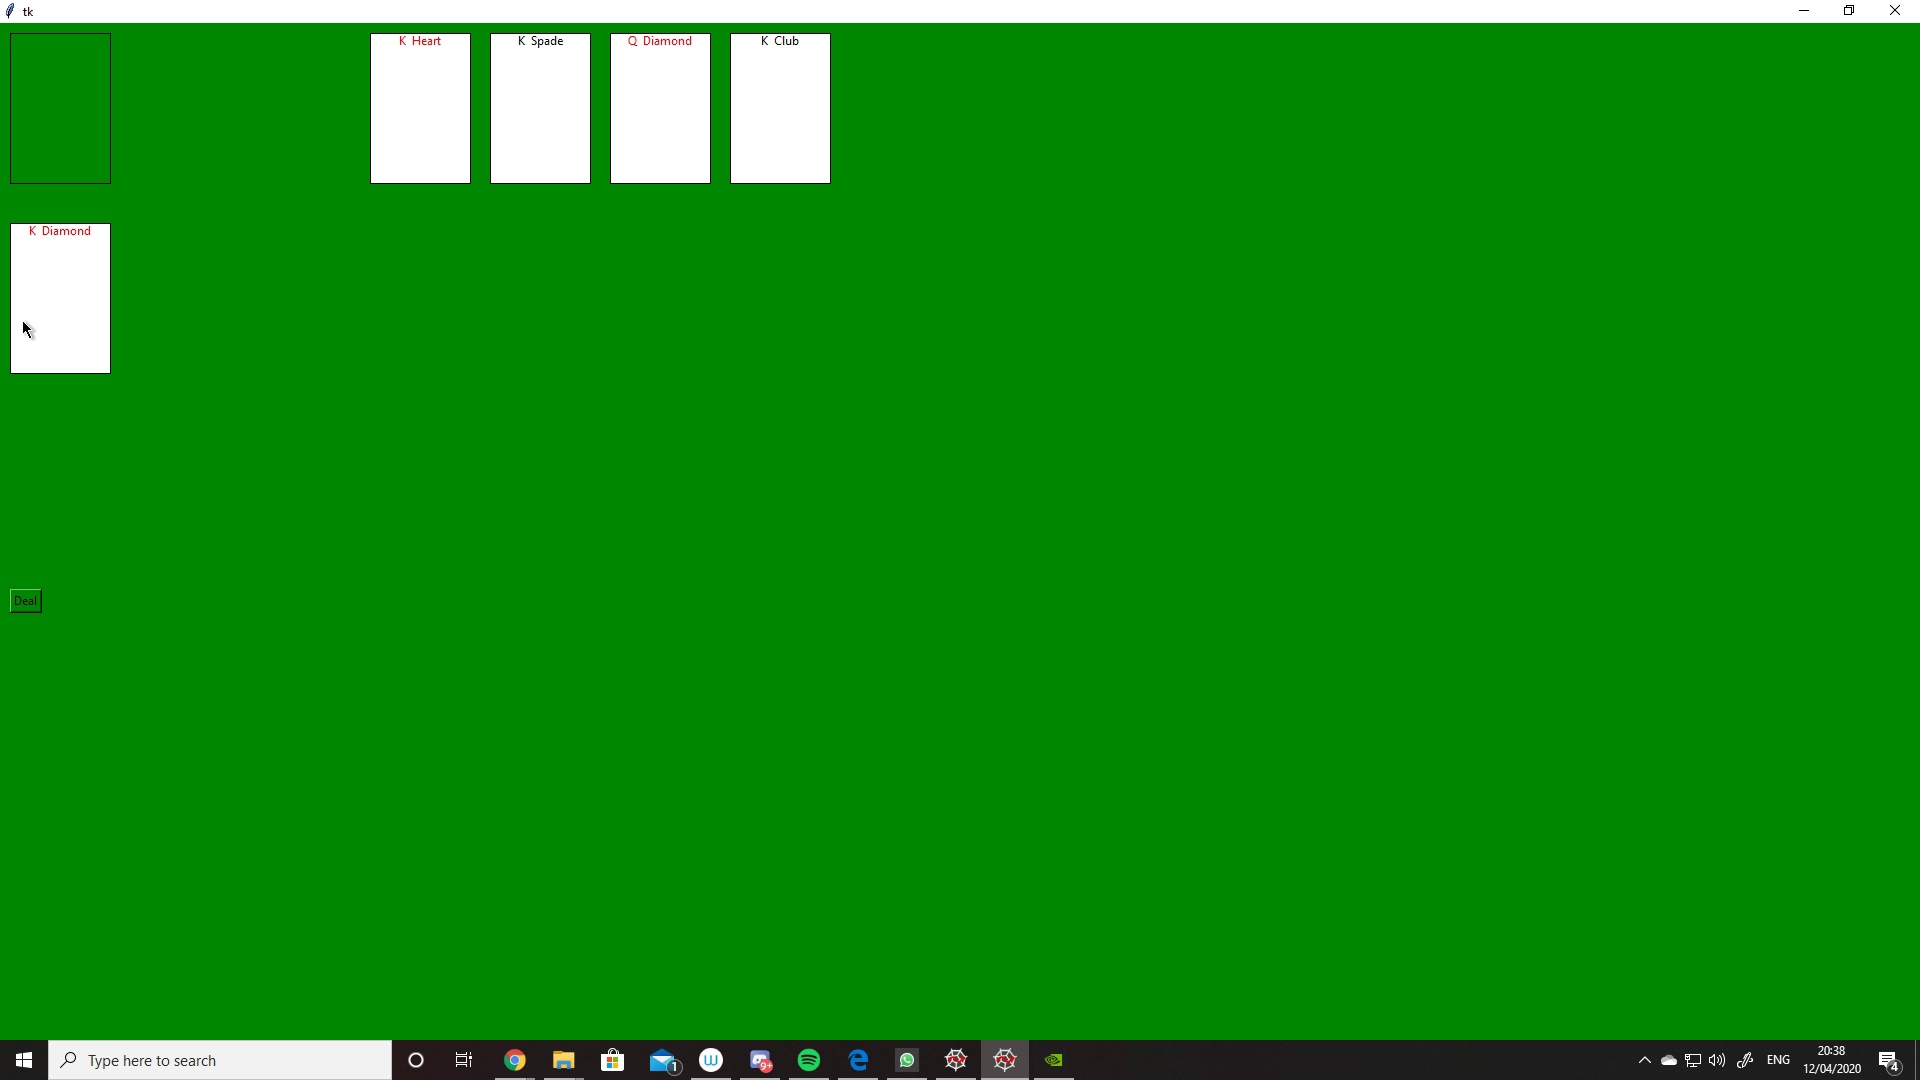 tk
K Heart
K Spade
Q Diamond
K Club
K Diamond
Deal
Type here to search
1
W
9+
ENG
20:38
12/04/2020
4